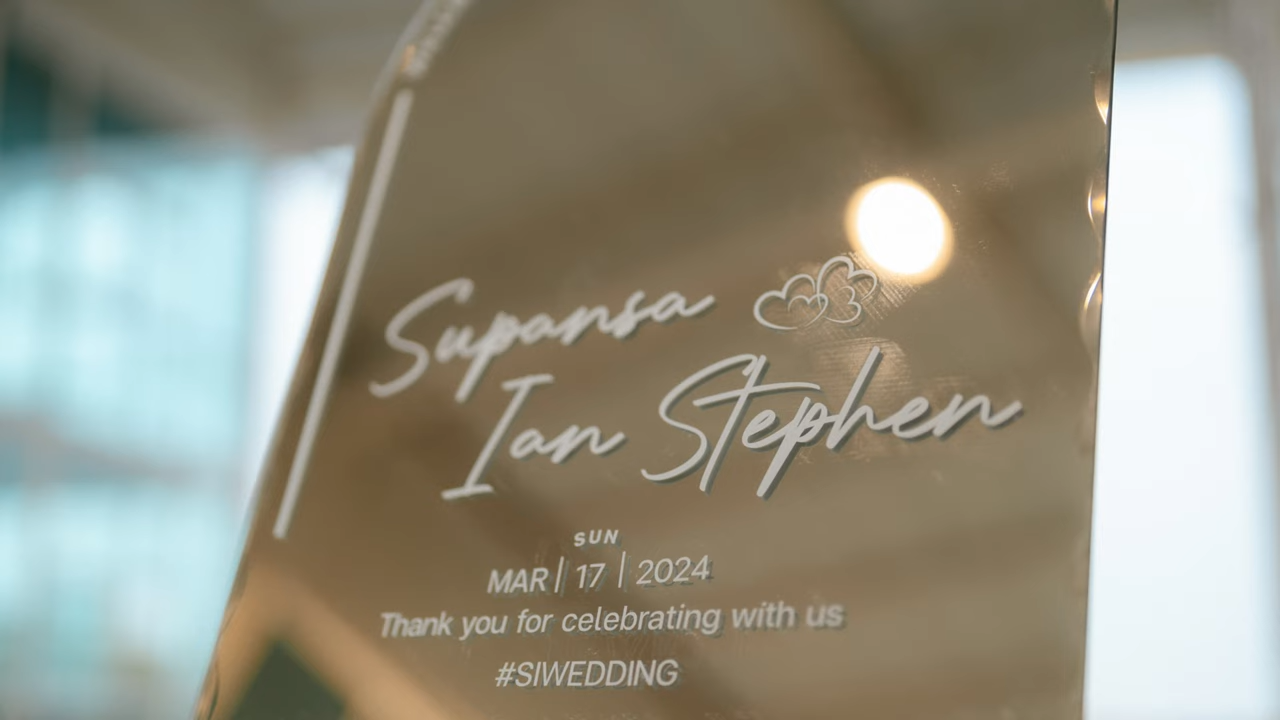 Supansa
Ian Stephen
SUN
MAR | 17 | 2024
Thank you for celebrating with us
#SIWEDDING